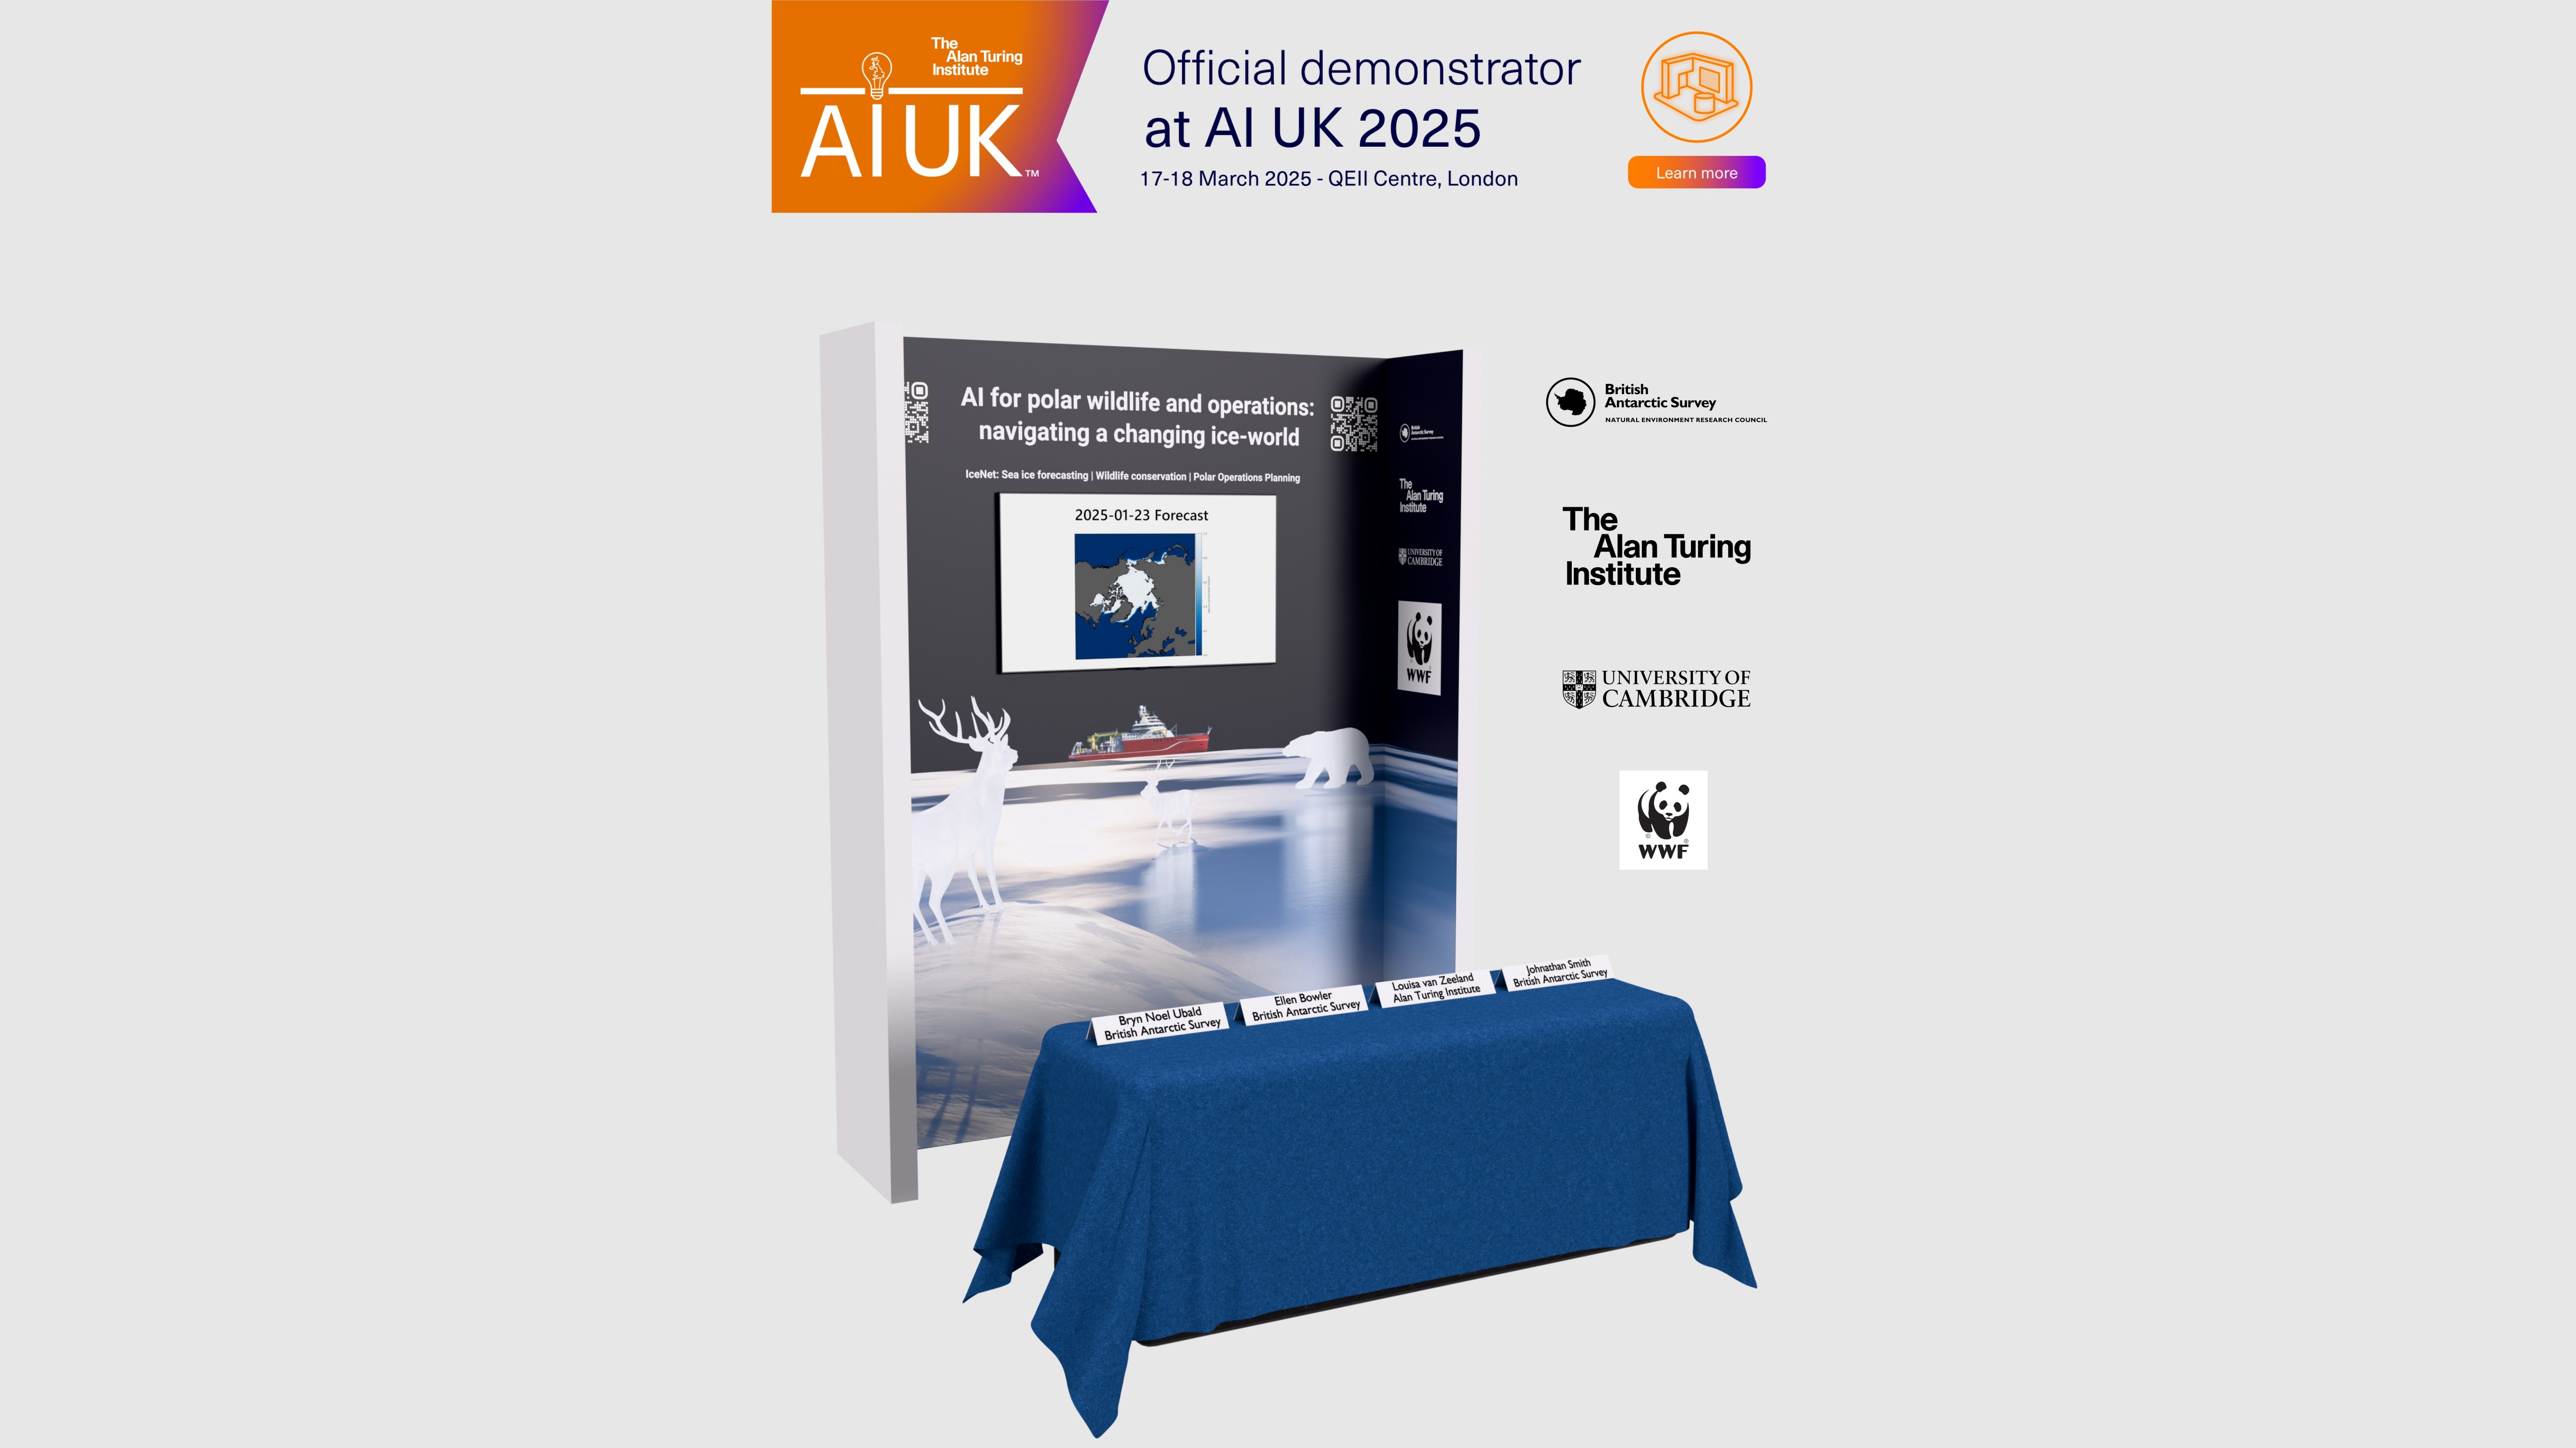 The
Alan Turing
Institute
AI UK™
Official demonstrator
at AI UK 2025
17-18 March 2025 - QEII Centre, London
Learn more
AI for polar wildlife and operations:
navigating a changing ice-world
IceNet: Sea ice forecasting | Wildlife conservation | Polar Operations Planning
2025-01-23 Forecast
British
Antarctic Survey
The
Alan Turing
Institute
UNIVERSITY OF
CAMBRIDGE
WWF
British
Antarctic Survey
NATURAL ENVIRONMENT RESEARCH COUNCIL
The
Alan Turing
Institute
UNIVERSITY OF
CAMBRIDGE
© ®
WWF
Bryn Noel Ubald
British Antarctic Survey
Ellen Bowler
British Antarctic Survey
Louisa van Zeeland
Alan Turing Institute
Johnathan Smith
British Antarctic Survey